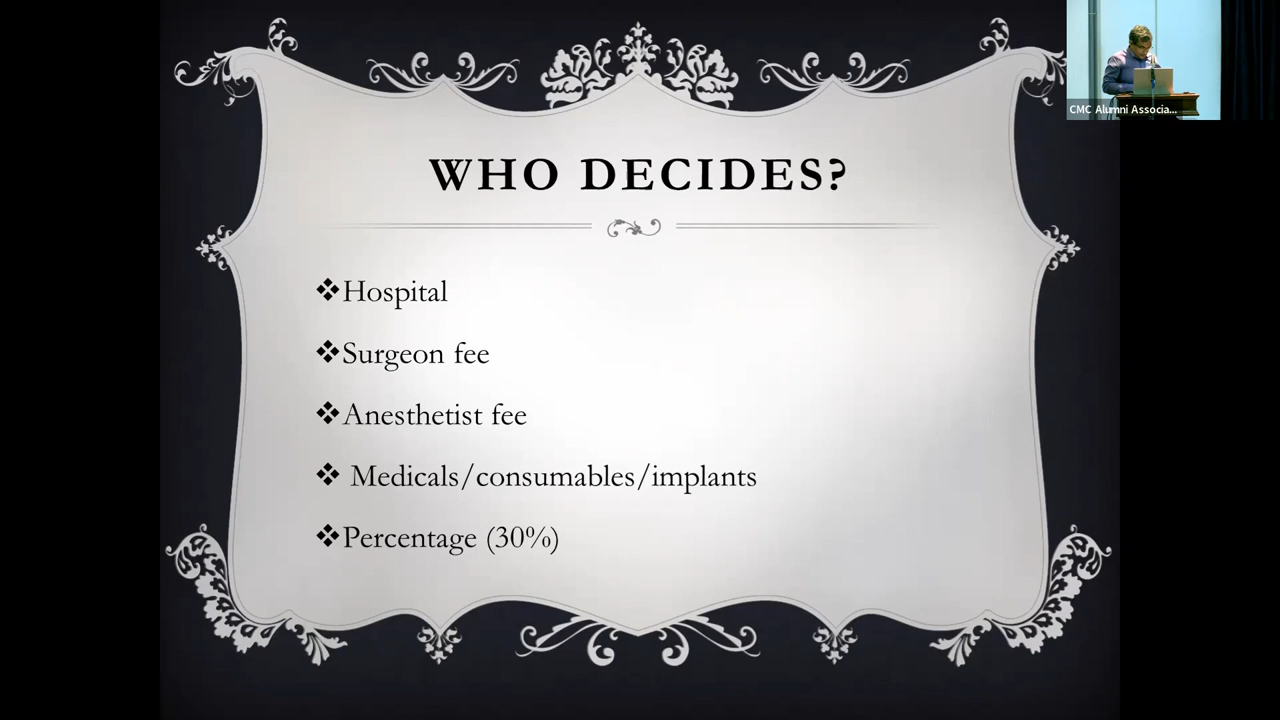 CMC Alumni Associa...
WHO DECIDES?
❖Hospital
❖Surgeon fee
❖Anesthetist fee
❖ Medicals/consumables/implants
❖Percentage (30%)